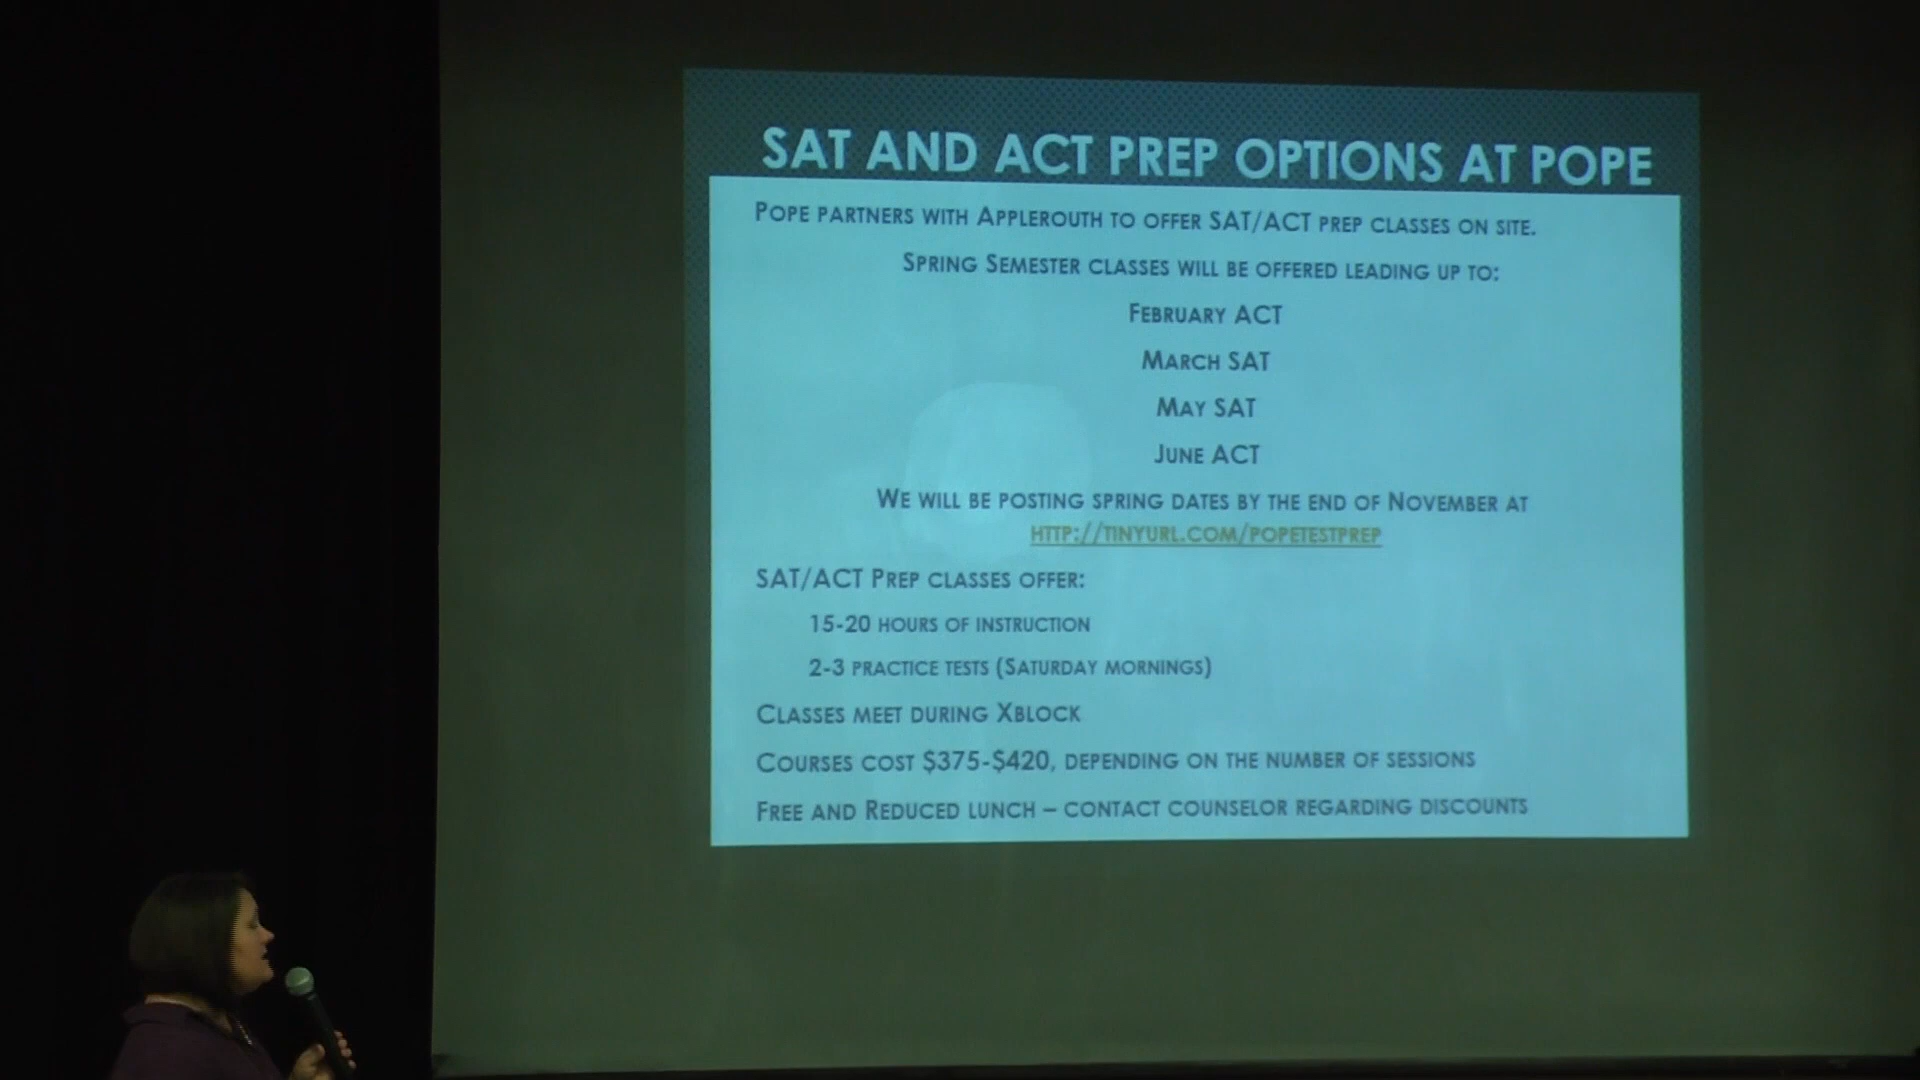 SAT AND ACT PREP OPTIONS AT POPE
POPE PARTNERS WITH APPLEROUTH TO OFFER SAT/ACT PREP CLASSES ON SITE.
SPRING SEMESTER CLASSES WILL BE OFFERED LEADING UP TO:
FEBRUARY ACT
MARCH SAT
MAY SAT
JUNE ACT
WE WILL BE POSTING SPRING DATES BY THE END OF NOVEMBER AT
HTTP://TINYURL.COM/POPETESTPREP
SAT/ACT PREP CLASSES OFFER:
15-20 HOURS OF INSTRUCTION
2-3 PRACTICE TESTS (SATURDAY MORNINGS)
CLASSES MEET DURING XBLOCK
COURSES COST $375-$420, DEPENDING ON THE NUMBER OF SESSIONS
FREE AND REDUCED LUNCH – CONTACT COUNSELOR REGARDING DISCOUNTS